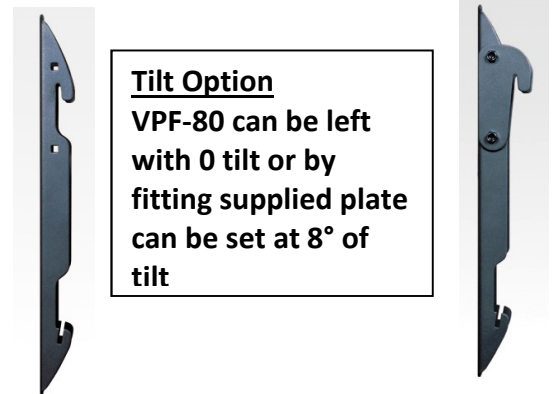 Tilt Option
VPF-80 can be left
with 0 tilt or by
fitting supplied plate
can be set at 8° of
tilt